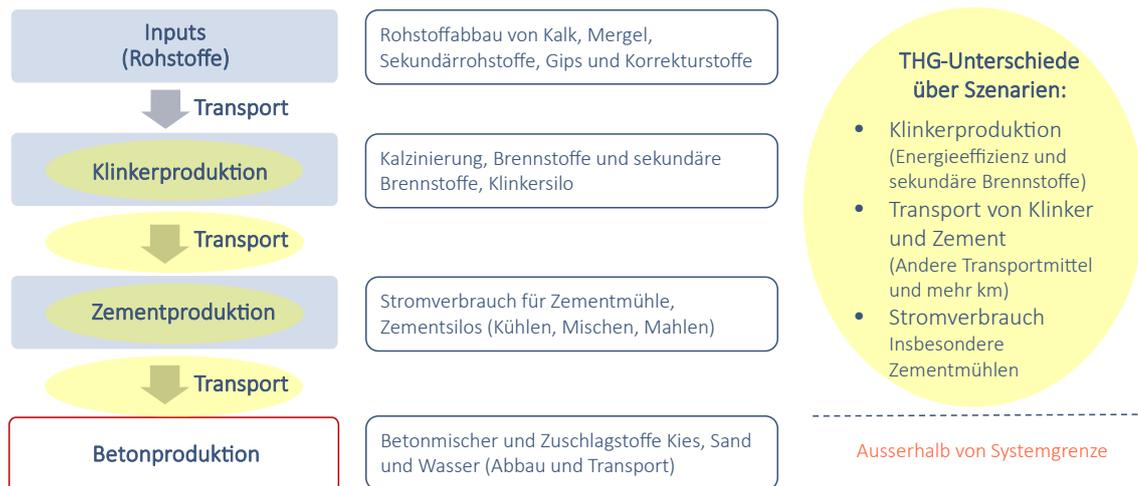 Inputs
(Rohstoffe)
Rohstoffabbau von Kalk, Mergel,
Sekundärrohstoffe, Gips und Korrekturstoffe
Transport
Klinkerproduktion
Kalzinierung, Brennstoffe und sekundäre
Brennstoffe, Klinkersilo
Transport
Zementproduktion
Stromverbrauch für Zementmühle,
Zementsilos (Kühlen, Mischen, Mahlen)
Transport
Betonproduktion
Betonmischer und Zuschlagstoffe Kies, Sand
und Wasser (Abbau und Transport)
THG-Unterschiede
über Szenarien:
• Klinkerproduktion
(Energieeffizienz und
sekundäre Brennstoffe)
• Transport von Klinker
und Zement
(Andere Transportmittel
und mehr km)
• Stromverbrauch
Insbesondere
Zementmühlen
Ausserhalb von Systemgrenze